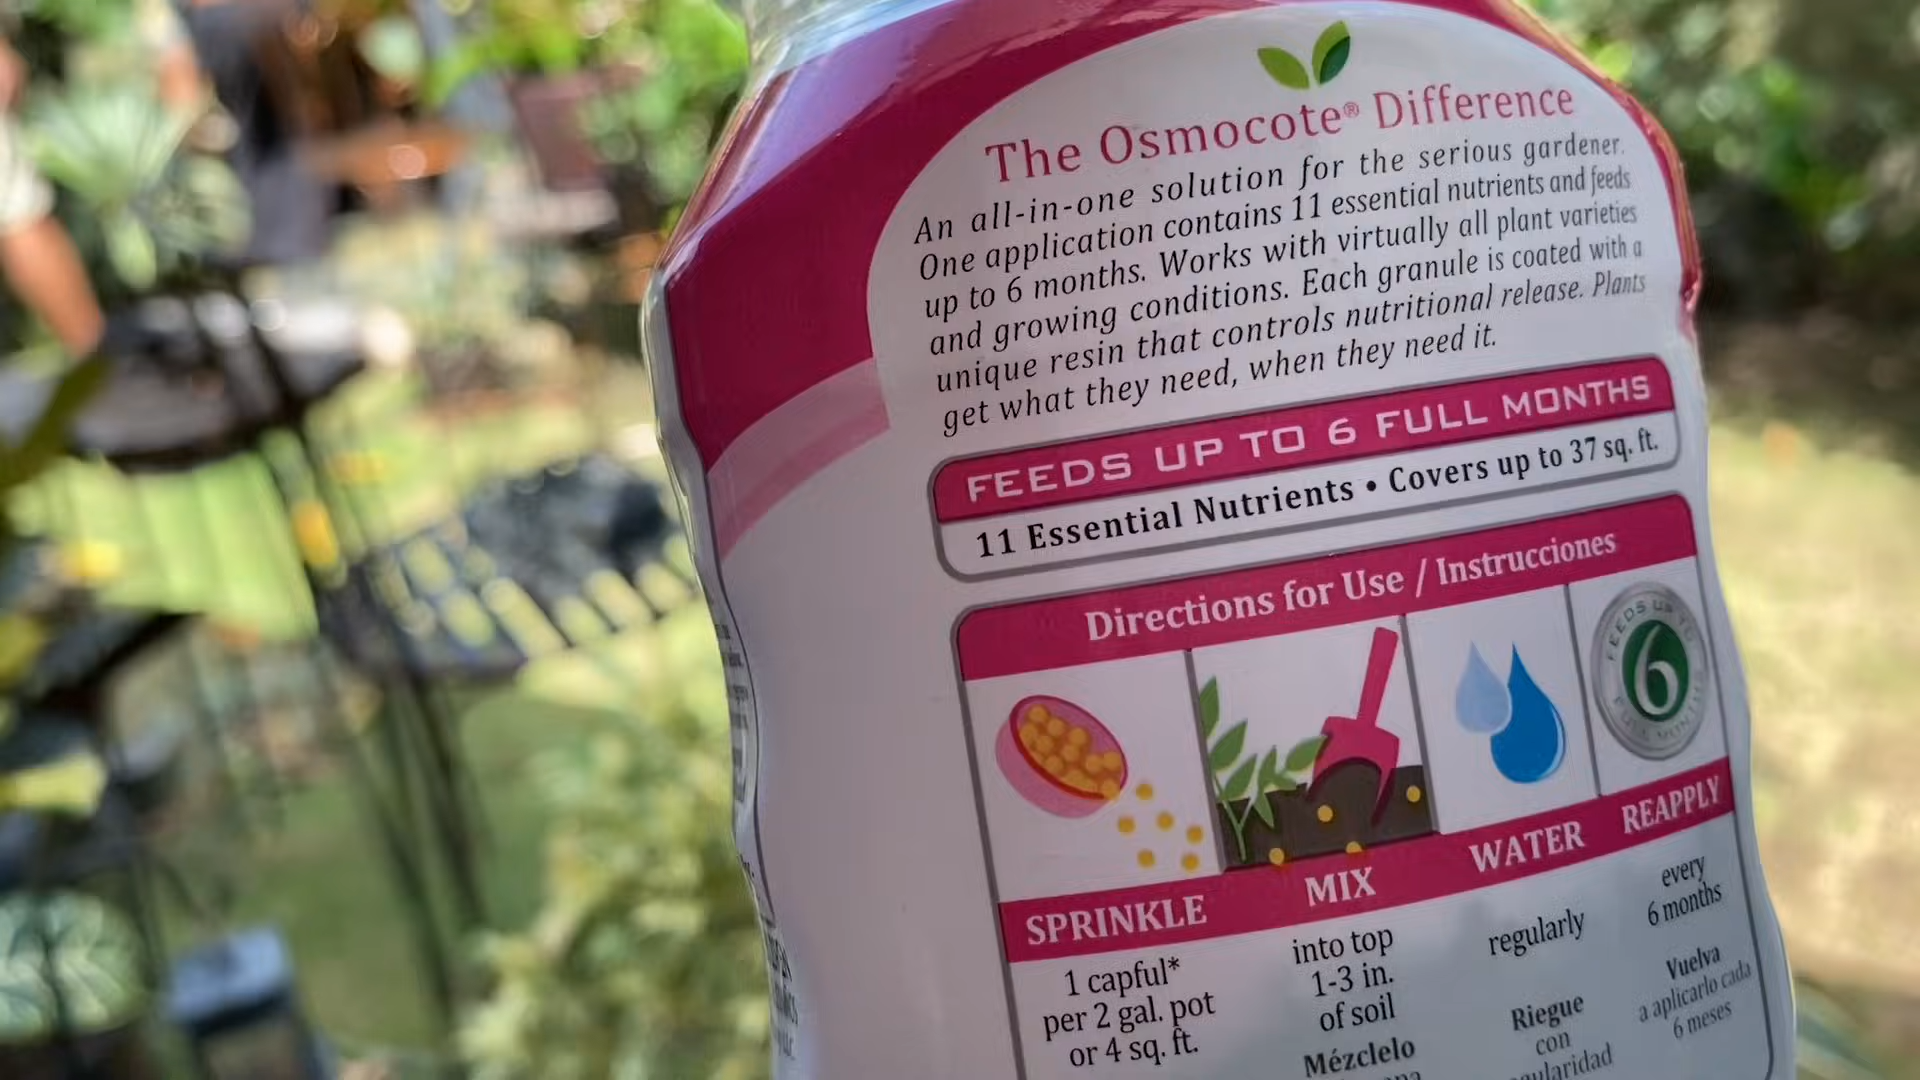 The Osmocote® Difference
An all-in-one solution for the serious gardener.
One application contains 11 essential nutrients and feeds
up to 6 months. Works with virtually all plant varieties
and growing conditions. Each granule is coated with a
unique resin that controls nutritional release. Plants
get what they need, when they need it.
FEEDS UP TO 6 FULL MONTHS
11 Essential Nutrients • Covers up to 37 sq. ft.
Directions for Use / Instrucciones
FEEDS UP TO
6
FULL MONTHS
SPRINKLE
MIX
WATER
REAPPLY
1 capful*
per 2 gal. pot
or 4 sq. ft.
into top
1-3 in.
of soil
Mézclelo
regularly
Riegue
con
every
6 months
Vuelva
a aplicarlo cada
6 meses